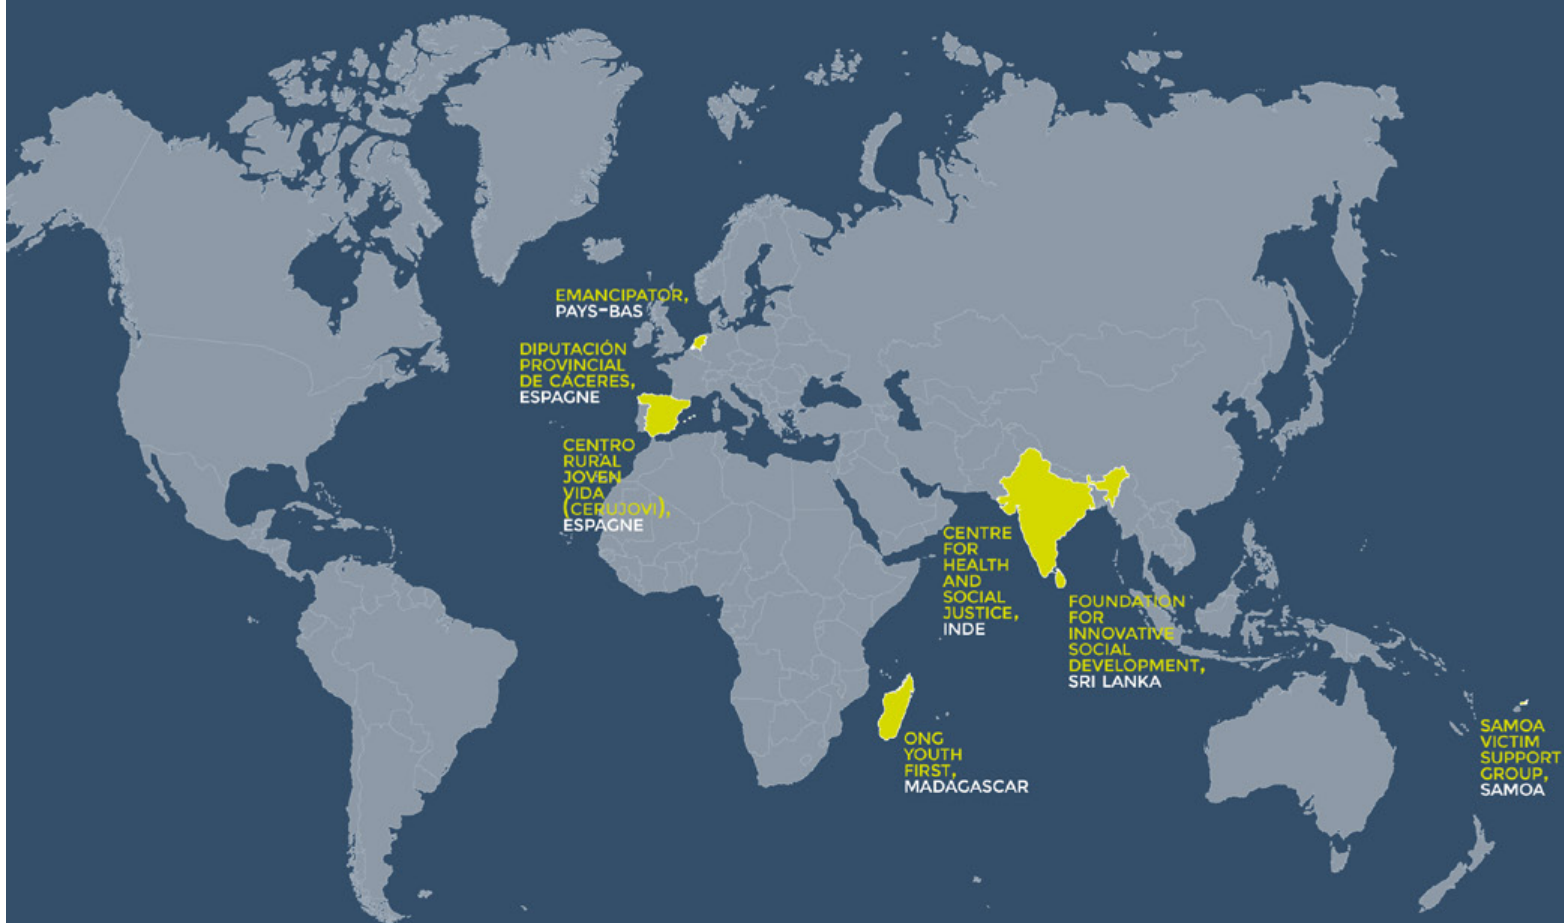 EMANCIPATOR,
PAYS-BAS
DIPUTACIÓN
PROVINCIAL
DE CÁCERES,
ESPAGNE
CENTRO
RURAL
JOVEN
VIDA
(CERUJOVI),
ESPAGNE
CENTRE
FOR
HEALTH
AND
SOCIAL
JUSTICE,
INDE
FOUNDATION
FOR
INNOVATIVE
SOCIAL
DEVELOPMENT,
SRI LANKA
ONG
YOUTH
FIRST,
MADAGASCAR
SAMOA
VICTIM
SUPPORT
GROUP,
SAMOA